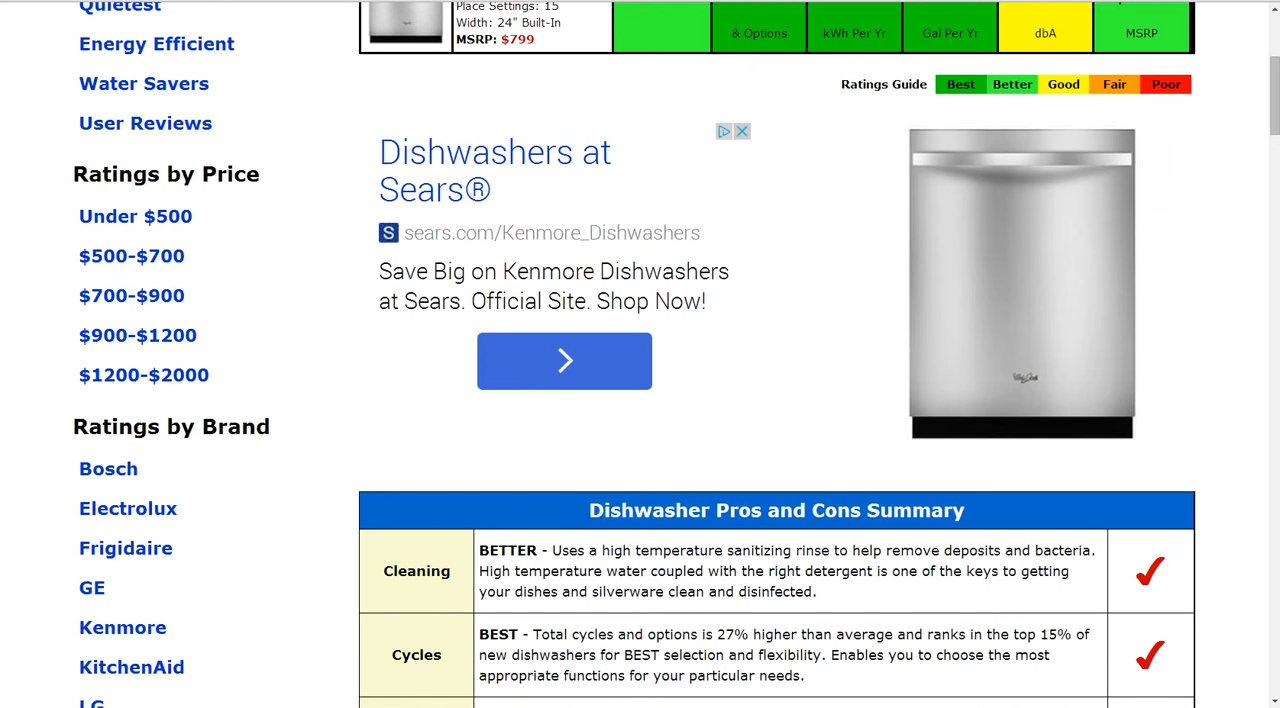 Quietest
Energy Efficient
Water Savers
User Reviews
Ratings by Price
Under $500
$500-$700
$700-$900
$900-$1200
$1200-$2000
Ratings by Brand
Bosch
Electrolux
Frigidaire
GE
Kenmore
KitchenAid
LG
Place Settings: 15
Width: 24" Built-In
MSRP: $799
& Options
kWh Per Yr
Gal Per Yr
dbA
MSRP
Ratings Guide Best Better Good Fair Poor
Dishwashers at
Sears®
S sears.com/Kenmore_Dishwashers
Save Big on Kenmore Dishwashers
at Sears. Official Site. Shop Now!
Whirlpool
Dishwasher Pros and Cons Summary
Cleaning
BETTER - Uses a high temperature sanitizing rinse to help remove deposits and bacteria.
High temperature water coupled with the right detergent is one of the keys to getting
your dishes and silverware clean and disinfected.
Cycles
BEST - Total cycles and options is 27% higher than average and ranks in the top 15% of
new dishwashers for BEST selection and flexibility. Enables you to choose the most
appropriate functions for your particular needs.